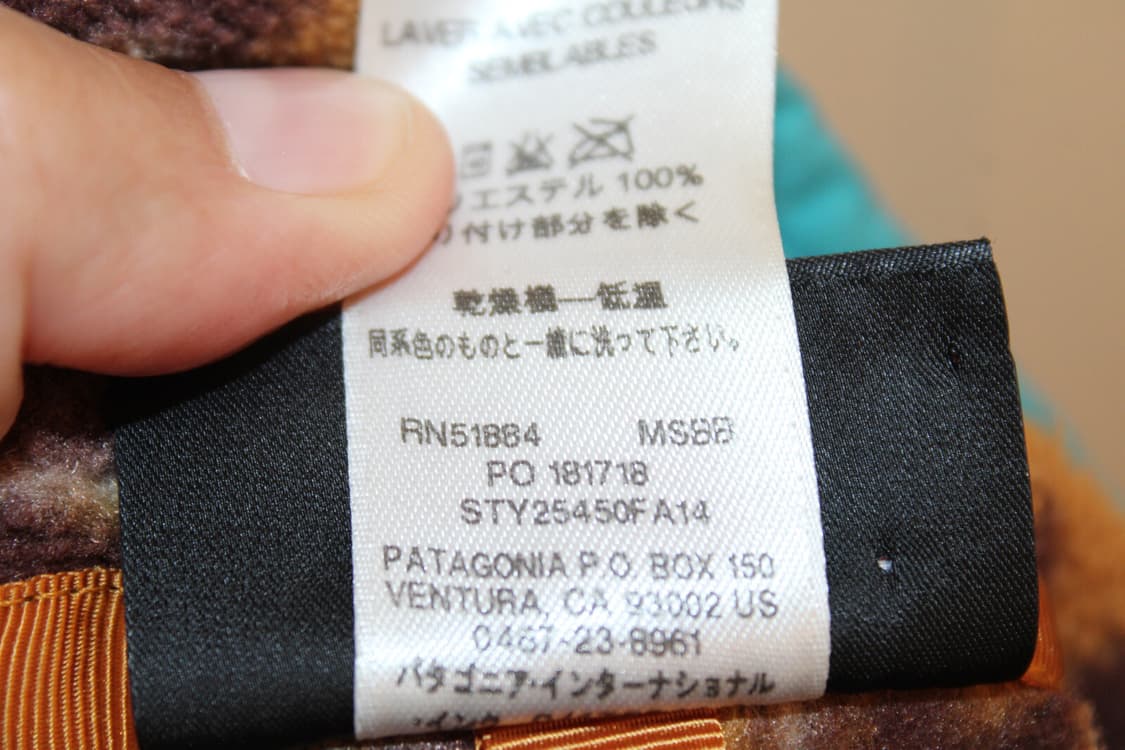 LAVER AVEC COULEURS
SEMBLABLES
エステル 100%
付け部分を除く
乾燥機—低温
同系色のものと一緒に洗って下さい。
RN51884 MSBB
PO 181718
STY25450FA14
PATAGONIA P.O. BOX 150
VENTURA, CA 93002 US
0467-23-8961
パタゴニア・インターナショナル